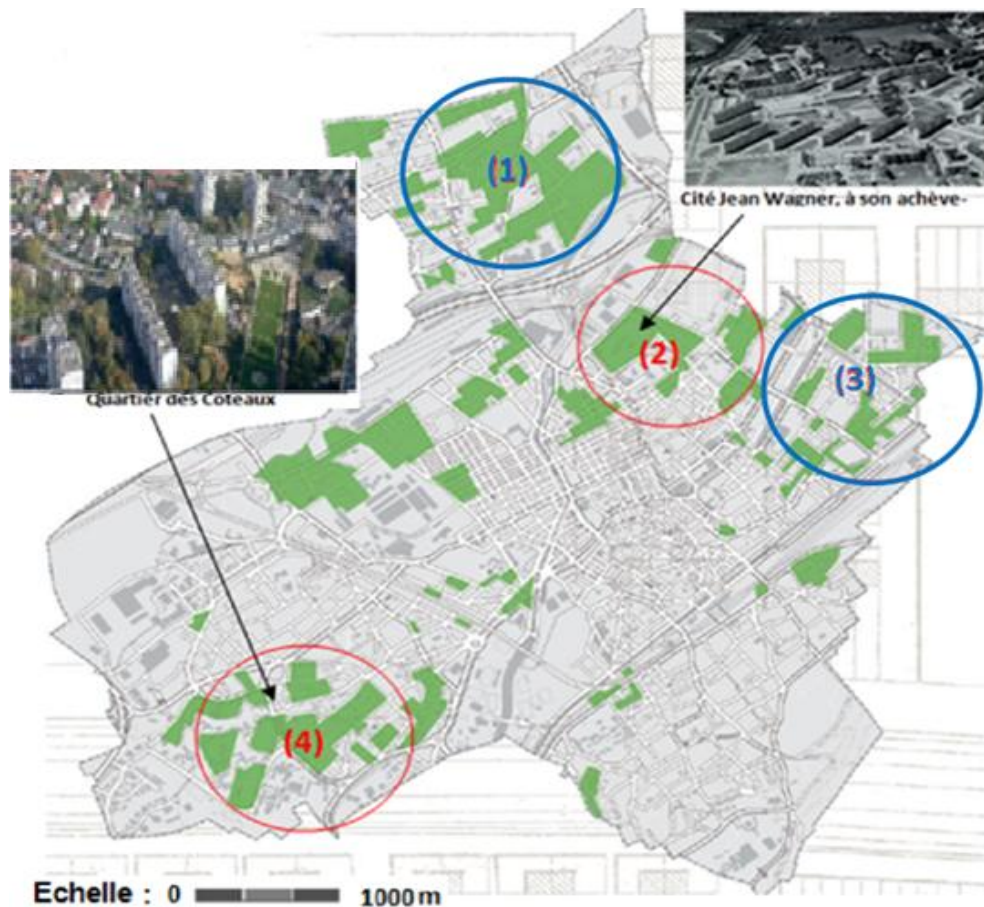 (1)
Cité Jean Wagner, à son achève-
(2)
(3)
Quartier des Coteaux
(4)
Echelle : 0 1000 m